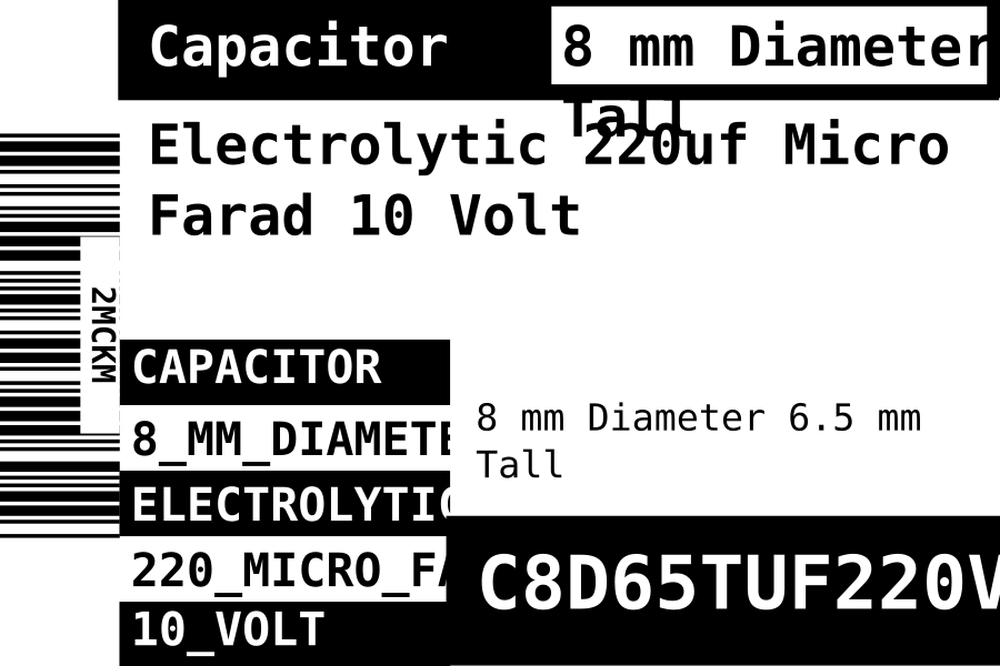 Capacitor
8 mm Diameter
Tall
Electrolytic 220uf Micro
Farad 10 Volt
2MCKM
CAPACITOR
8_MM_DIAMETE
ELECTROLYTIC
220_MICRO_FA
10_VOLT
8 mm Diameter 6.5 mm
Tall
C8D65TUF220V